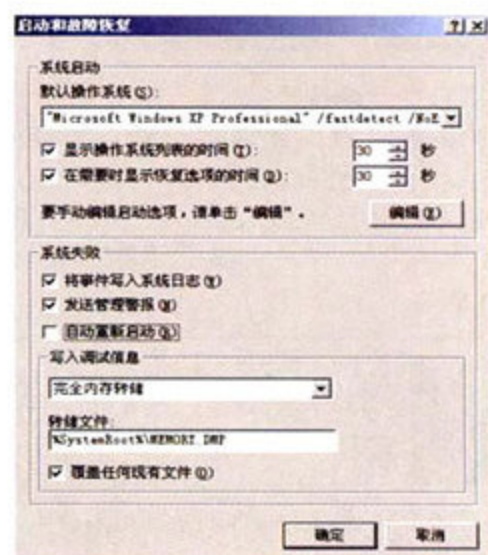 启动和故障恢复
系统启动
默认操作系统(S):
"Microsoft Windows XP Professional" /fastdetect /NoE
显示操作系统列表的时间(T): 30 秒
在需要时显示恢复选项的时间(D): 30 秒
要手动编辑启动选项，请单击“编辑”。 编辑(E)
系统失败
将事件写入系统日志(W)
发送管理警报(N)
自动重新启动(R)
写入调试信息
完全内存转储
转储文件:
%SystemRoot%\MEMORY.DMP
覆盖任何现有文件(O)
确定 取消